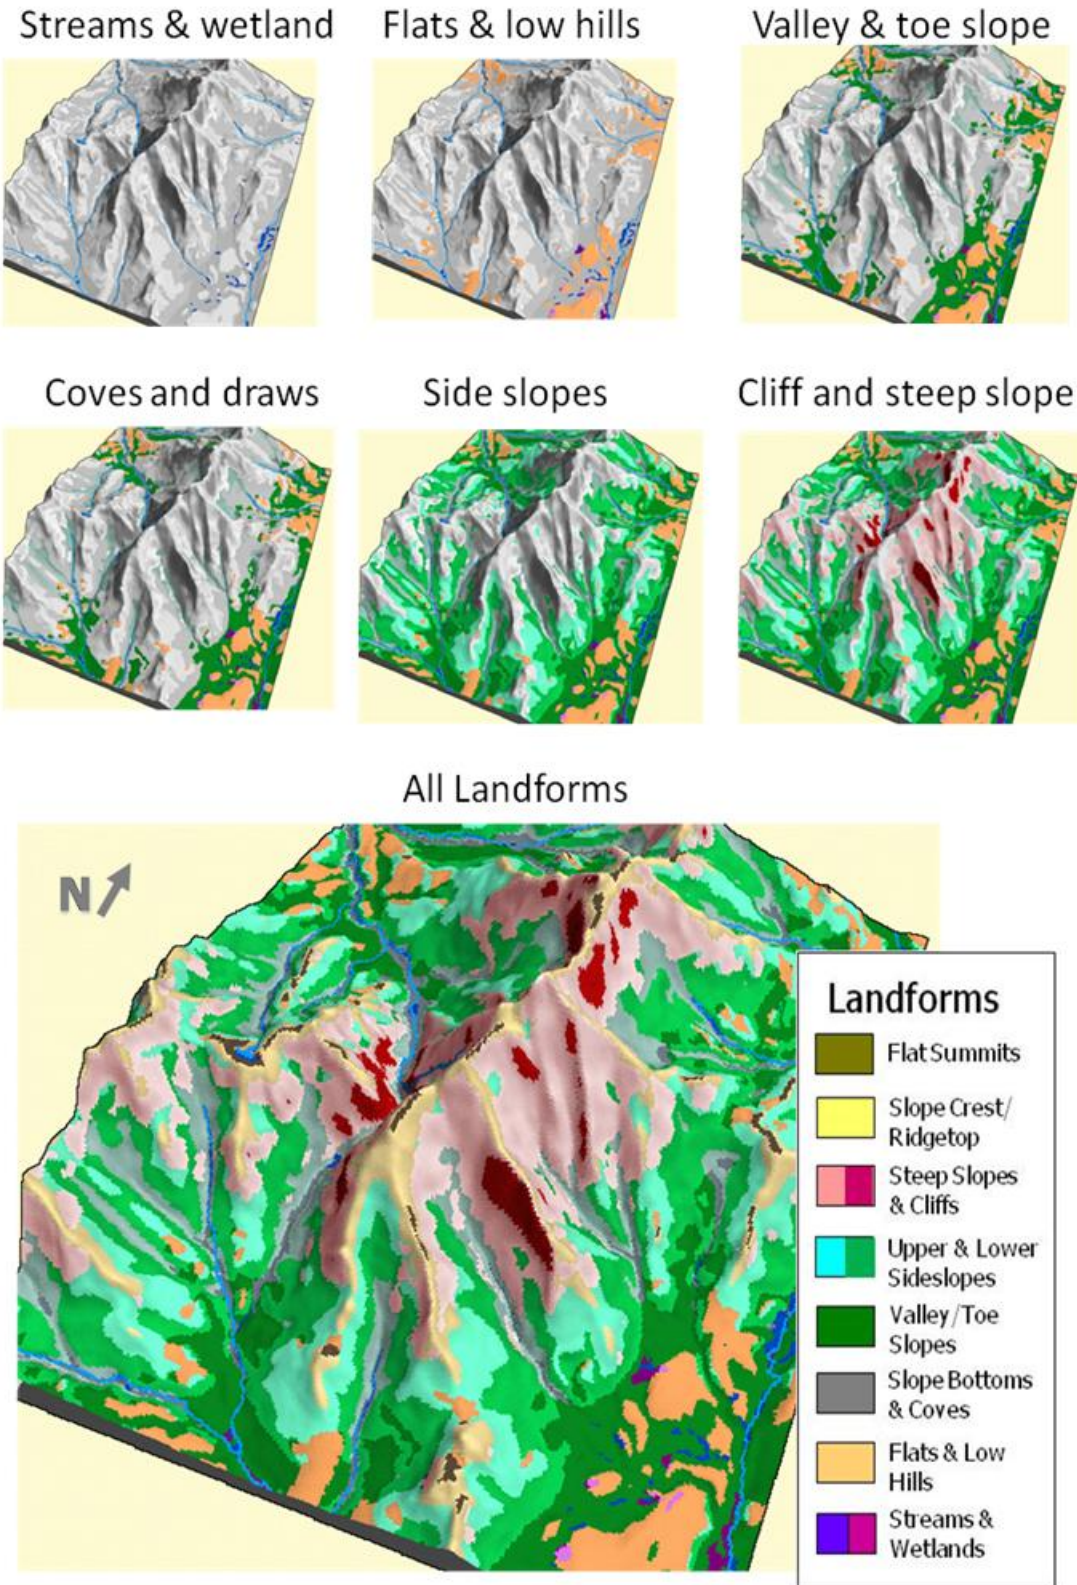 Streams & wetland
Flats & low hills
Valley & toe slope
Coves and draws
Side slopes
Cliff and steep slope
All Landforms
N
Landforms
Flat Summits
Slope Crest/
Ridgetop
Steep Slopes
& Cliffs
Upper & Lower
Sideslopes
Valley/Toe
Slopes
Slope Bottoms
& Coves
Flats & Low
Hills
Streams &
Wetlands